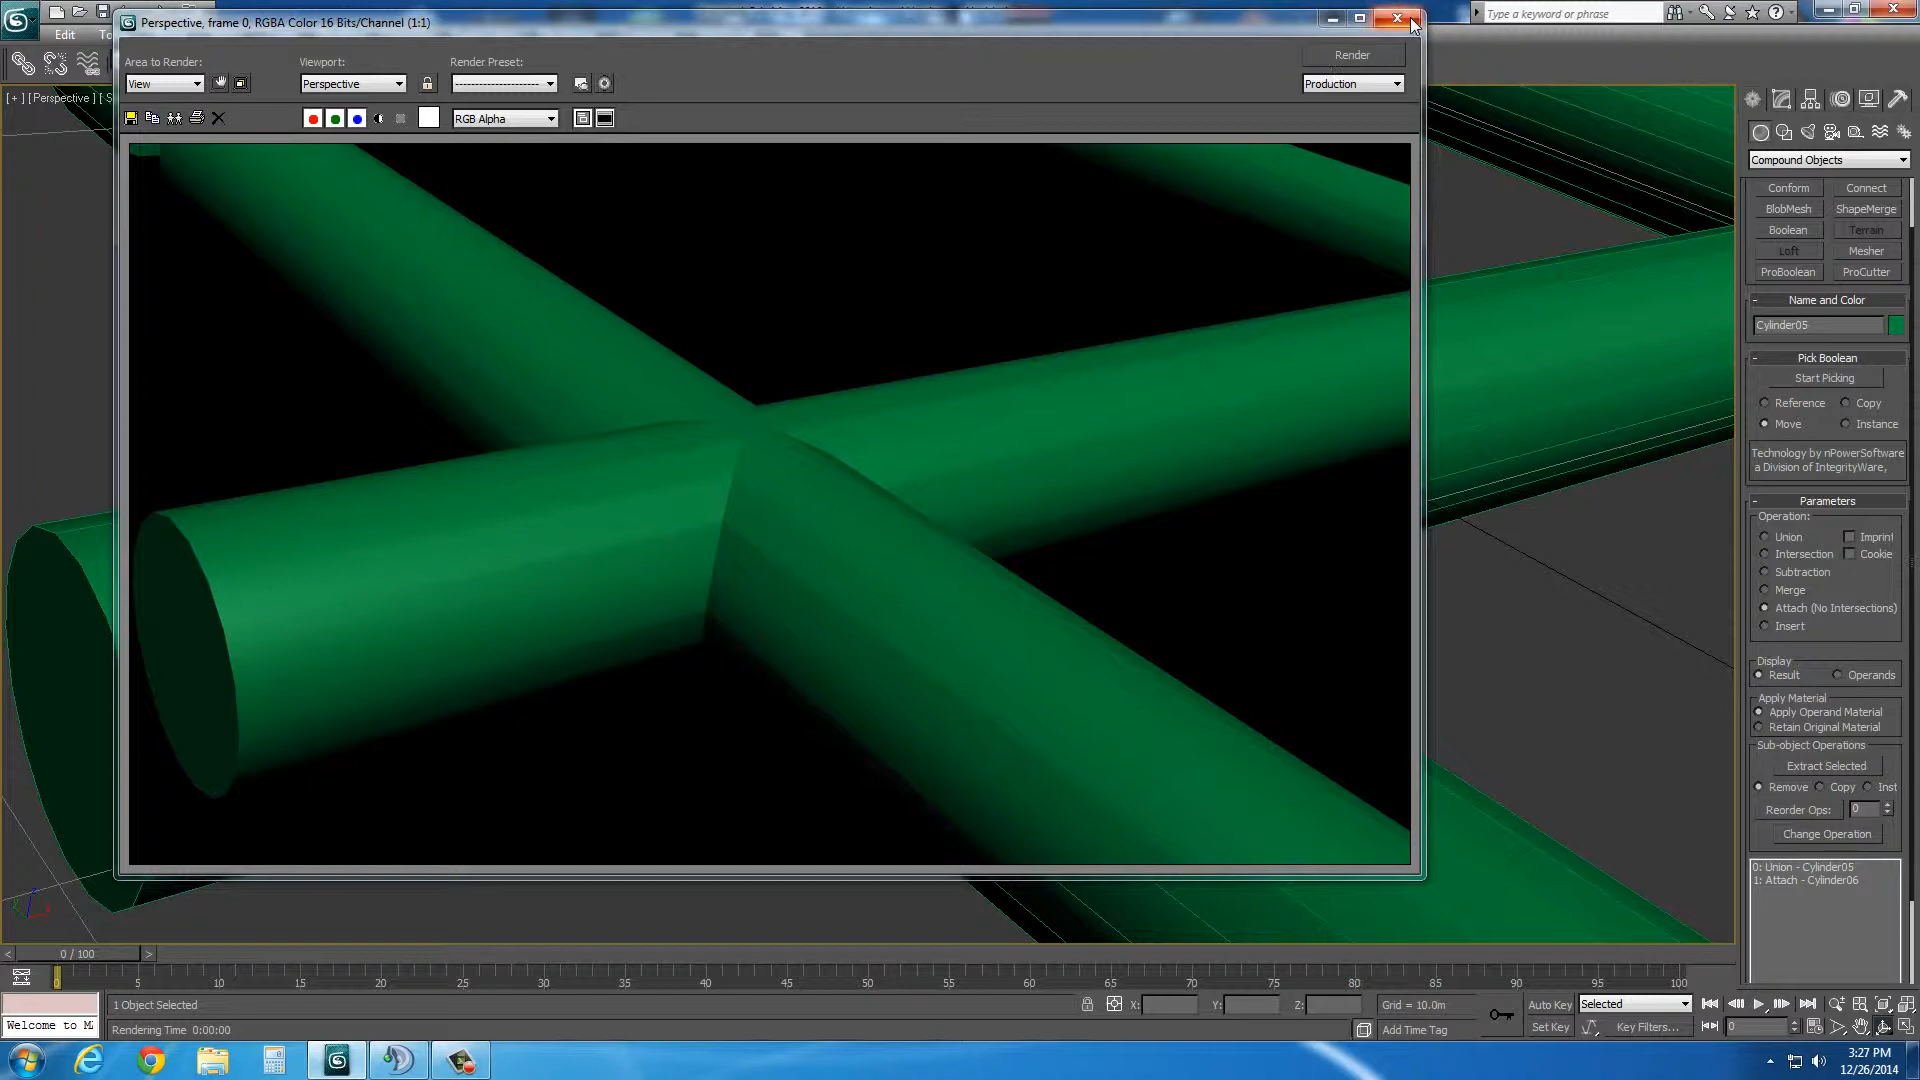 Perspective, frame 0, RGBA Color 16 Bits/Channel (1:1)
Type a keyword or phrase
Edit
Area to Render:
Viewport:
Render Preset:
Render
View
Perspective
Production
RGB Alpha
[ + ] [Perspective ] [ S
Compound Objects
Conform
Connect
BlobMesh
ShapeMerge
Boolean
Terrain
Loft
Mesher
ProBoolean
ProCutter
Name and Color
Cylinder05
Pick Boolean
Start Picking
Reference
Copy
Move
Instance
Technology by nPowerSoftware
a Division of IntegrityWare,
Parameters
Operation:
Union
Imprint
Intersection
Cookie
Subtraction
Merge
Attach (No Intersections)
Insert
Display
Result
Operands
Apply Material
Apply Operand Material
Retain Original Material
Sub-object Operations
Extract Selected
Remove
Copy
Inst
Reorder Ops:
0
Change Operation
0: Union - Cylinder05
1: Attach - Cylinder06
< 0 / 100 >
0 5 10 15 20 25 30 35 40 45 50 55 60 65 70 75 80 85 90 95 100
1 Object Selected
X:
Y:
Z:
Grid = 10.0m
Auto Key
Selected
Welcome to M
Rendering Time 0:00:00
Add Time Tag
Set Key
Key Filters...
0
3:27 PM
12/26/2014